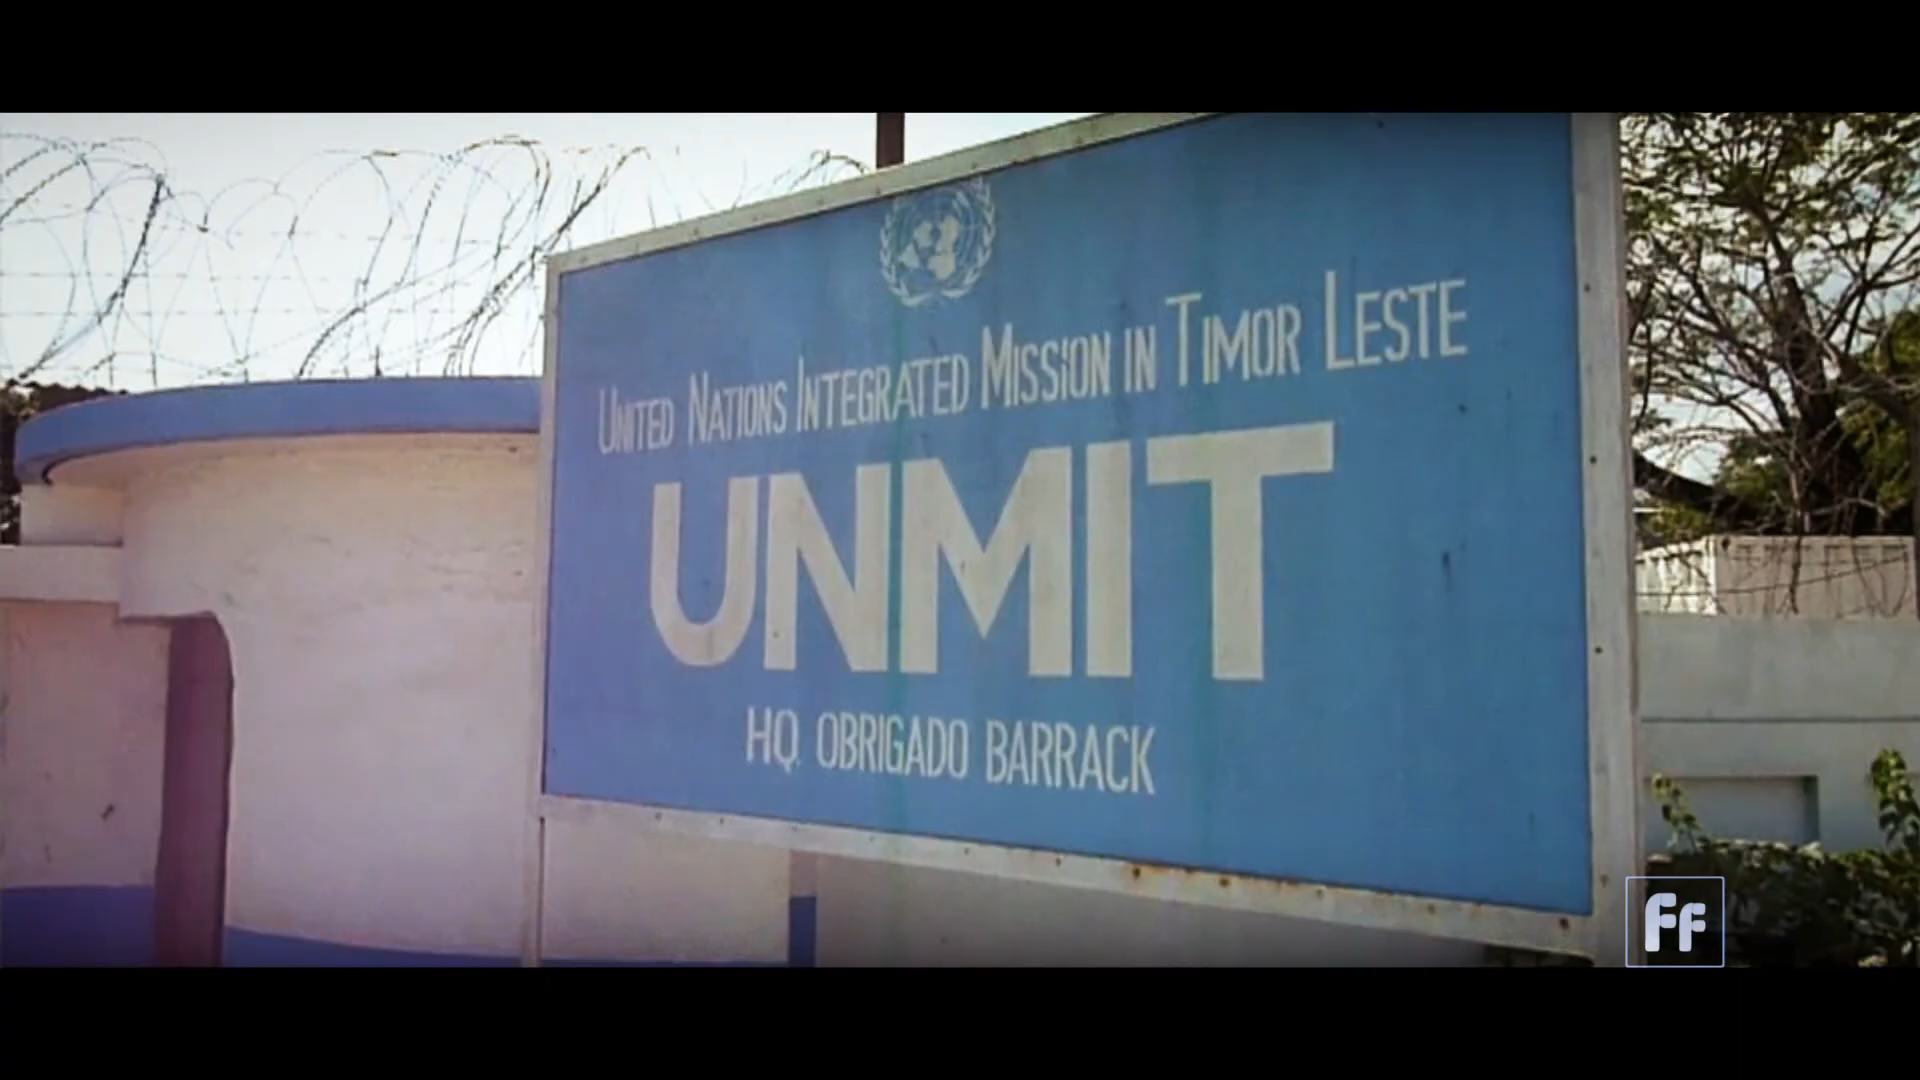 UNITED NATIONS INTEGRATED MISSION IN TIMOR LESTE
UNMIT
HQ. OBRIGADO BARRACK
FF